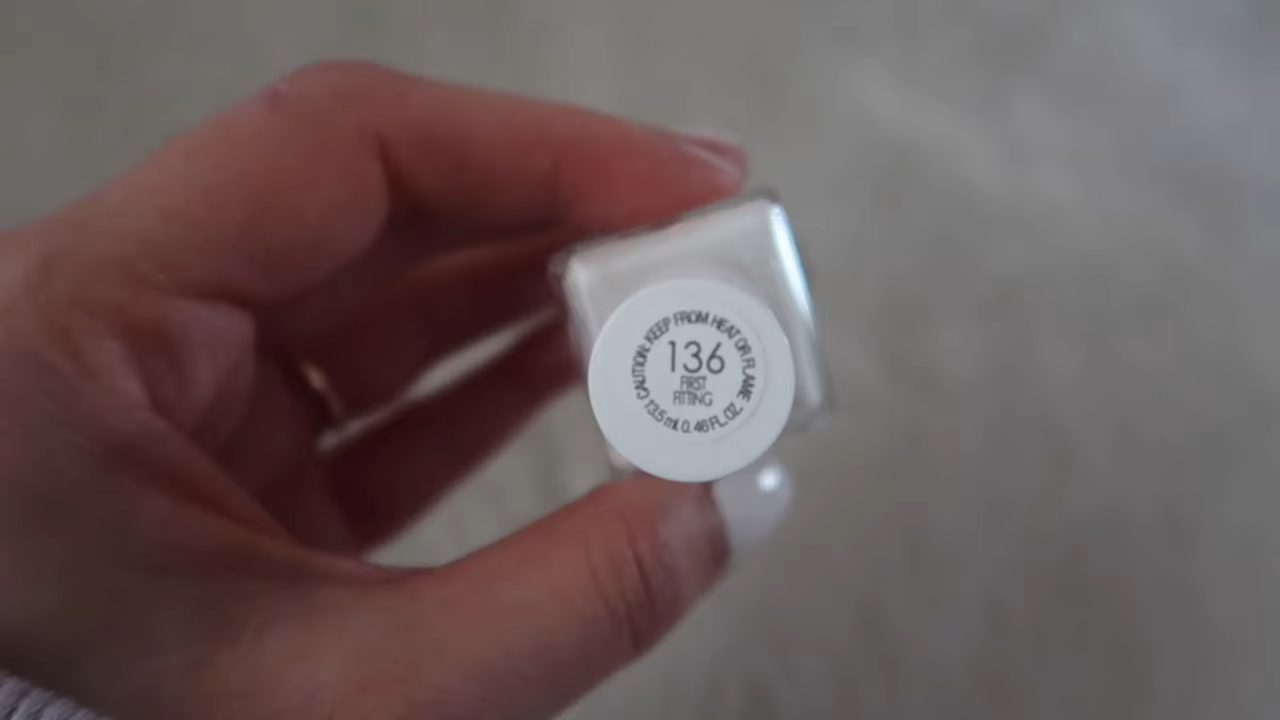 CAUTION: KEEP FROM HEAT OR FLAME
136
FIRST
FITTING
13.5 ml. 0.46 FL. OZ.